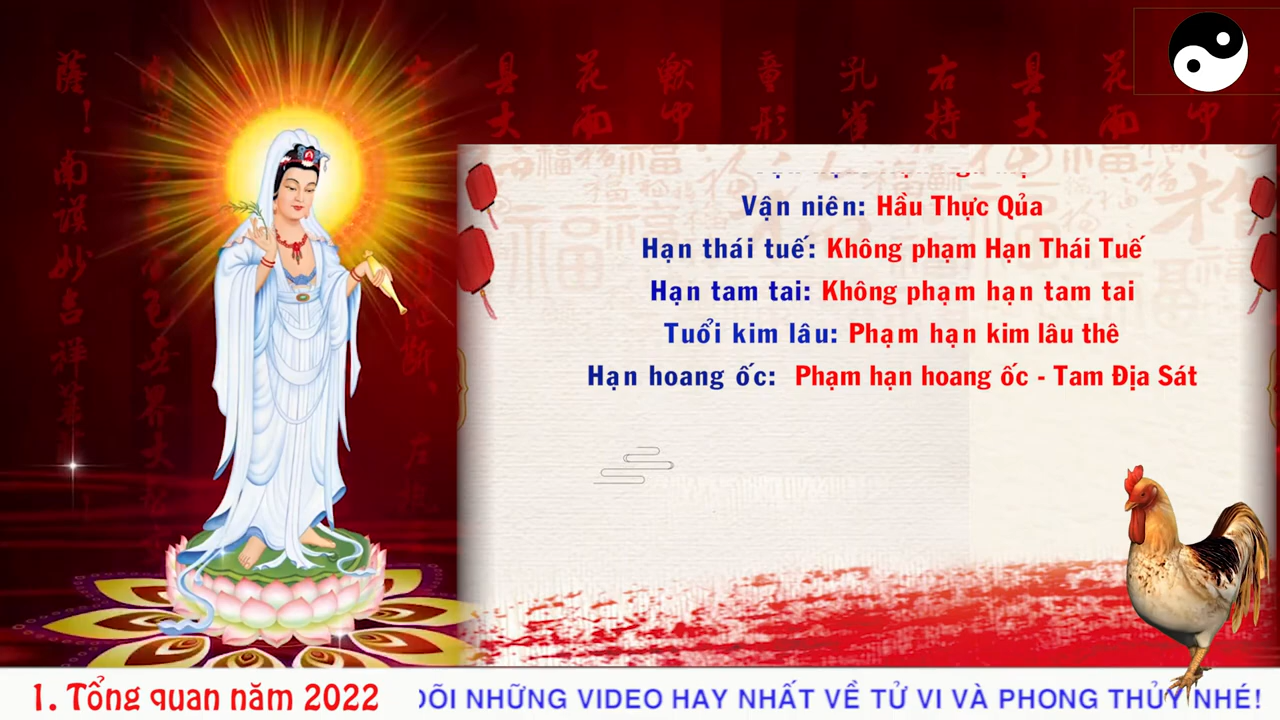 Vận niên: Hầu Thực Qủa
Hạn thái tuế: Không phạm Hạn Thái Tuế
Hạn tam tai: Không phạm hạn tam tai
Tuổi kim lâu: Phạm hạn kim lâu thê
Hạn hoang ốc: Phạm hạn hoang ốc - Tam Địa Sát
1. Tổng quan năm 2022
DÕI NHỮNG VIDEO HAY NHẤT VỀ TỬ VI VÀ PHONG THỦY NHÉ!